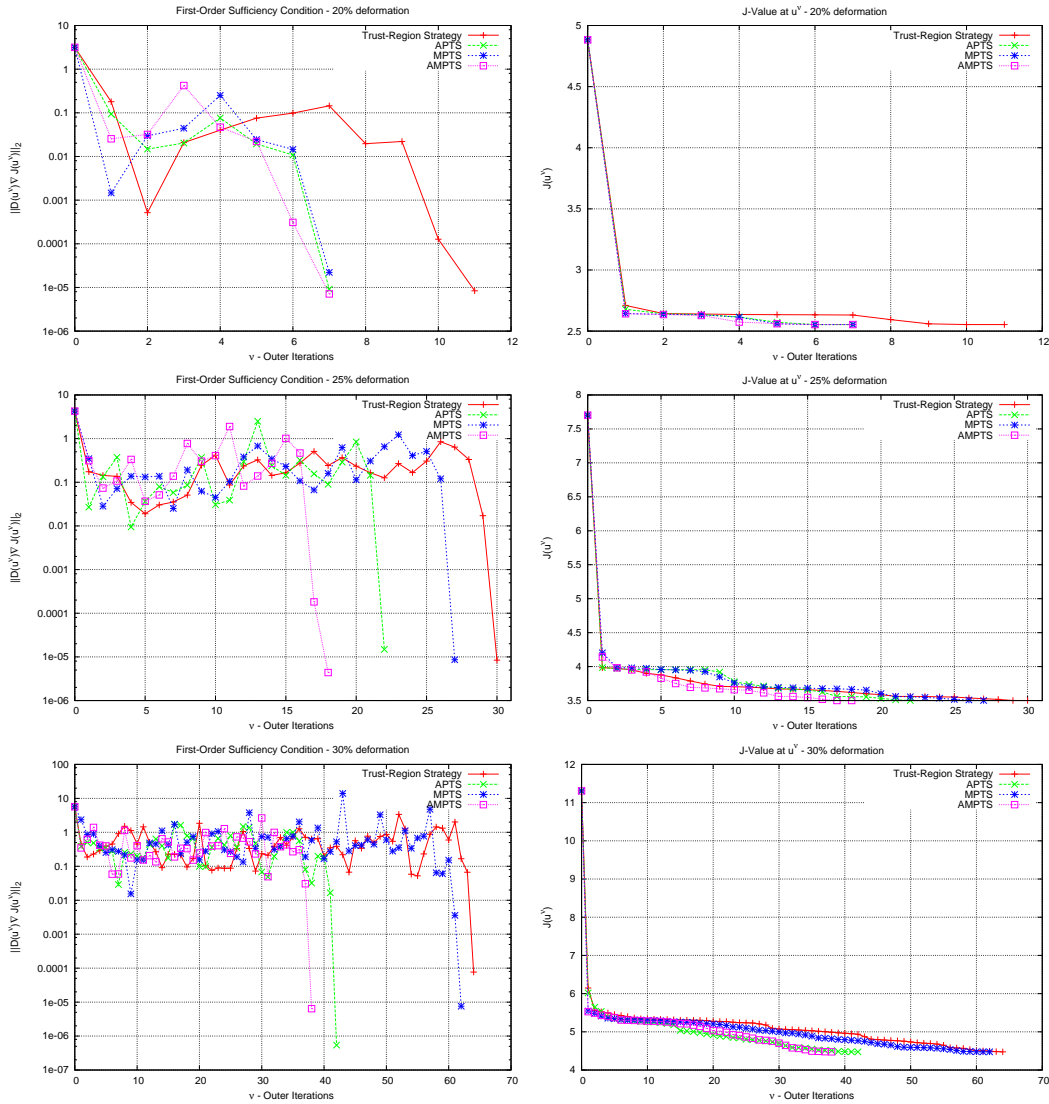 First-Order Sufficiency Condition - 20% deformation
10
1
0.1
0.01
0.001
0.0001
1e-05
1e-06
0
2
4
6
8
10
12
||D(u^ν) ∇ J(u^ν)||_2
ν - Outer Iterations
Trust-Region Strategy
APTS
MPTS
AMPTS
J-Value at u^ν - 20% deformation
5
4.5
4
3.5
3
2.5
0
1
2
3
4
5
6
7
8
9
10
11
12
J(u^ν)
ν - Outer Iterations
Trust-Region Strategy
APTS
MPTS
AMPTS
First-Order Sufficiency Condition - 25% deformation
10
1
0.1
0.01
0.001
0.0001
1e-05
1e-06
0
5
10
15
20
25
30
||D(u^ν) ∇ J(u^ν)||_2
ν - Outer Iterations
Trust-Region Strategy
APTS
MPTS
AMPTS
J-Value at u^ν - 25% deformation
8
7.5
7
6.5
6
5.5
5
4.5
4
3.5
0
5
10
15
20
25
30
J(u^ν)
ν - Outer Iterations
Trust-Region Strategy
APTS
MPTS
AMPTS
First-Order Sufficiency Condition - 30% deformation
100
10
1
0.1
0.01
0.001
0.0001
1e-05
1e-06
1e-07
0
10
20
30
40
50
60
70
||D(u^ν) ∇ J(u^ν)||_2
ν - Outer Iterations
Trust-Region Strategy
APTS
MPTS
AMPTS
J-Value at u^ν - 30% deformation
12
11
10
9
8
7
6
5
4
0
10
20
30
40
50
60
70
J(u^ν)
ν - Outer Iterations
Trust-Region Strategy
APTS
MPTS
AMPTS